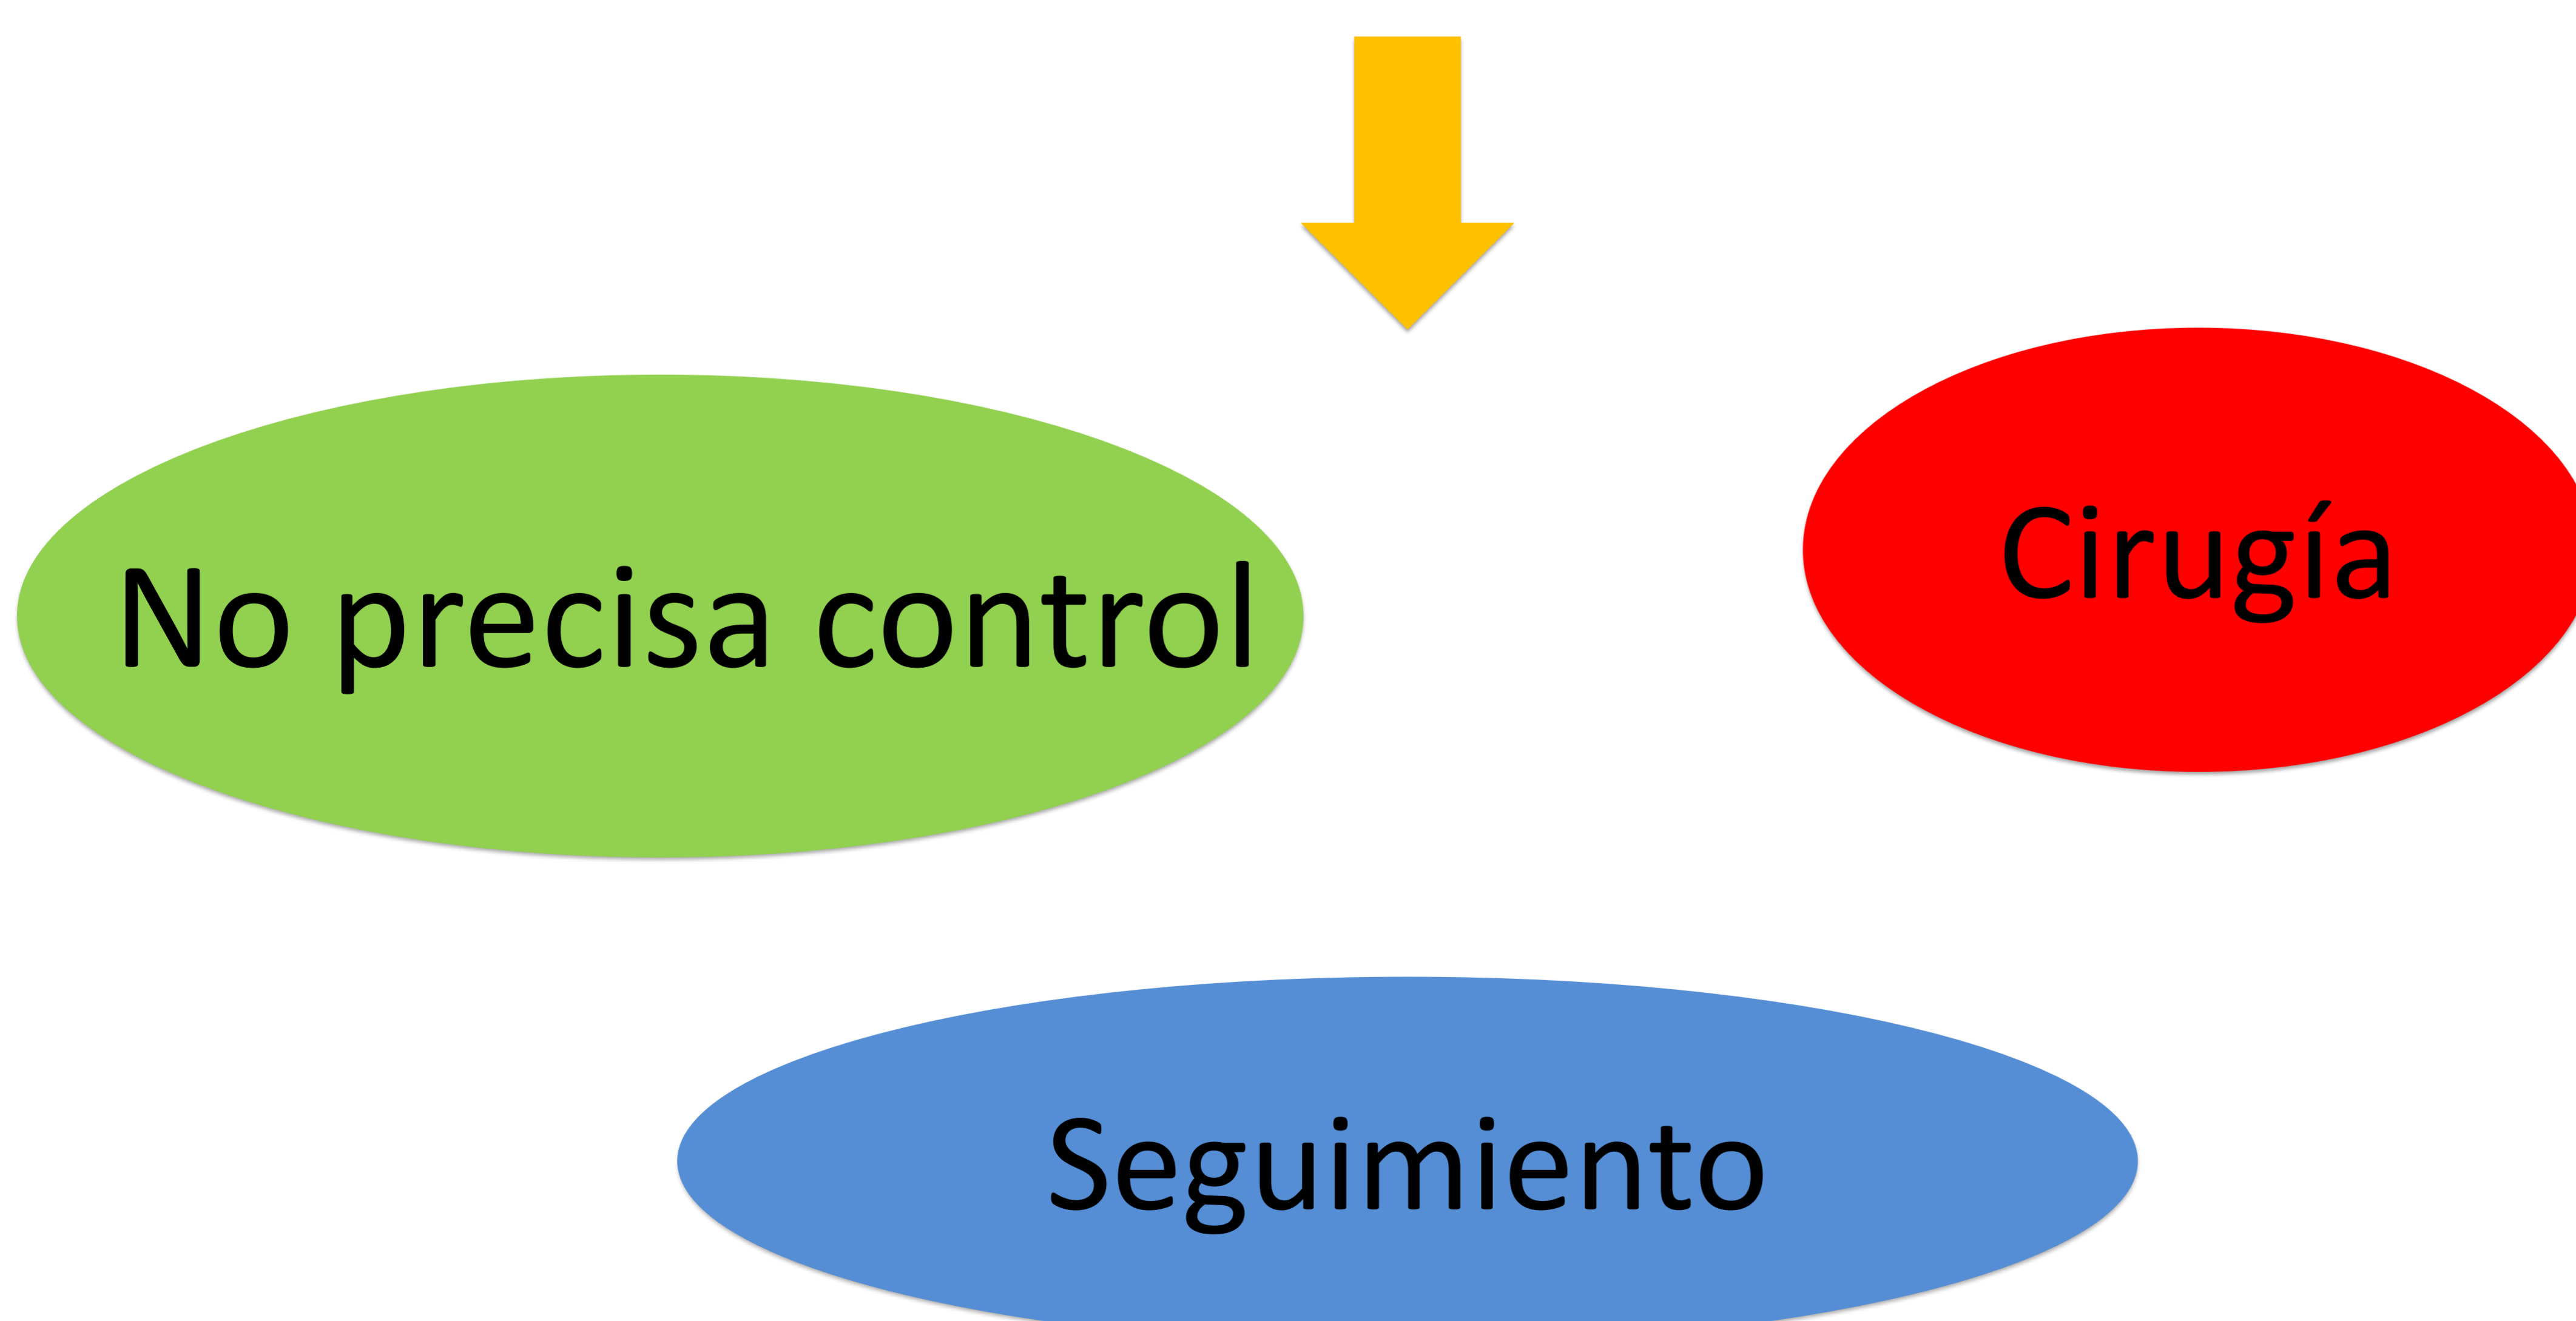 No precisa control
Cirugía
Seguimiento